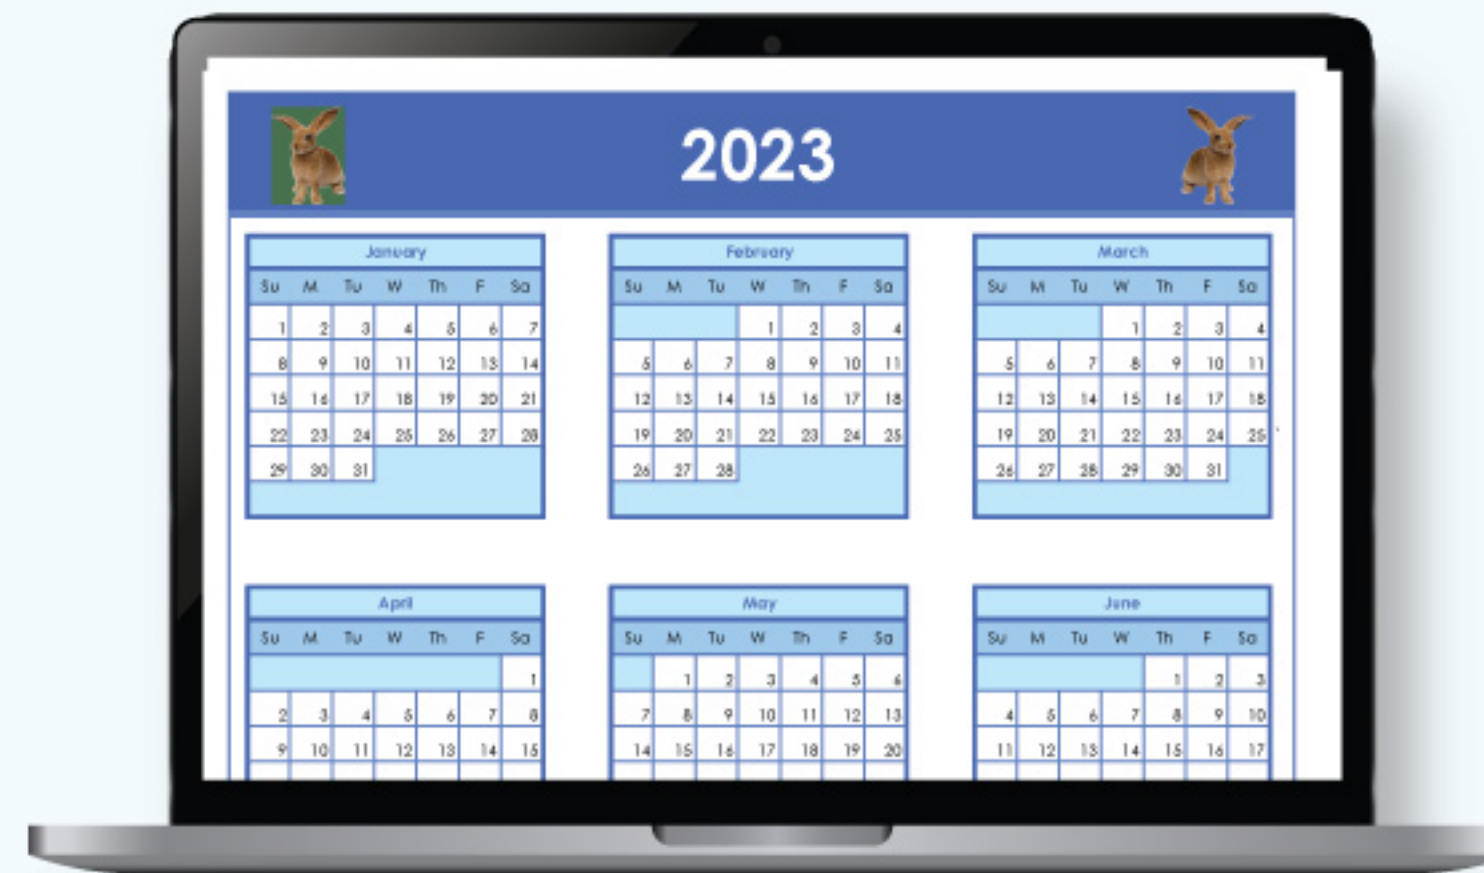 2023
January February March
Su M Tu W Th F Sa Su M Tu W Th F Sa Su M Tu W Th F Sa
1 2 3 4 5 6 7 1 2 3 4 1 2 3 4
8 9 10 11 12 13 14 5 6 7 8 9 10 11 5 6 7 8 9 10 11
15 16 17 18 19 20 21 12 13 14 15 16 17 18 12 13 14 15 16 17 18
22 23 24 25 26 27 28 19 20 21 22 23 24 25 19 20 21 22 23 24 25
29 30 31 26 27 28 26 27 28 29 30 31
April May June
Su M Tu W Th F Sa Su M Tu W Th F Sa Su M Tu W Th F Sa
1 1 2 3 4 5 6 1 2 3
2 3 4 5 6 7 8 7 8 9 10 11 12 13 4 5 6 7 8 9 10
9 10 11 12 13 14 15 14 15 16 17 18 19 20 11 12 13 14 15 16 17